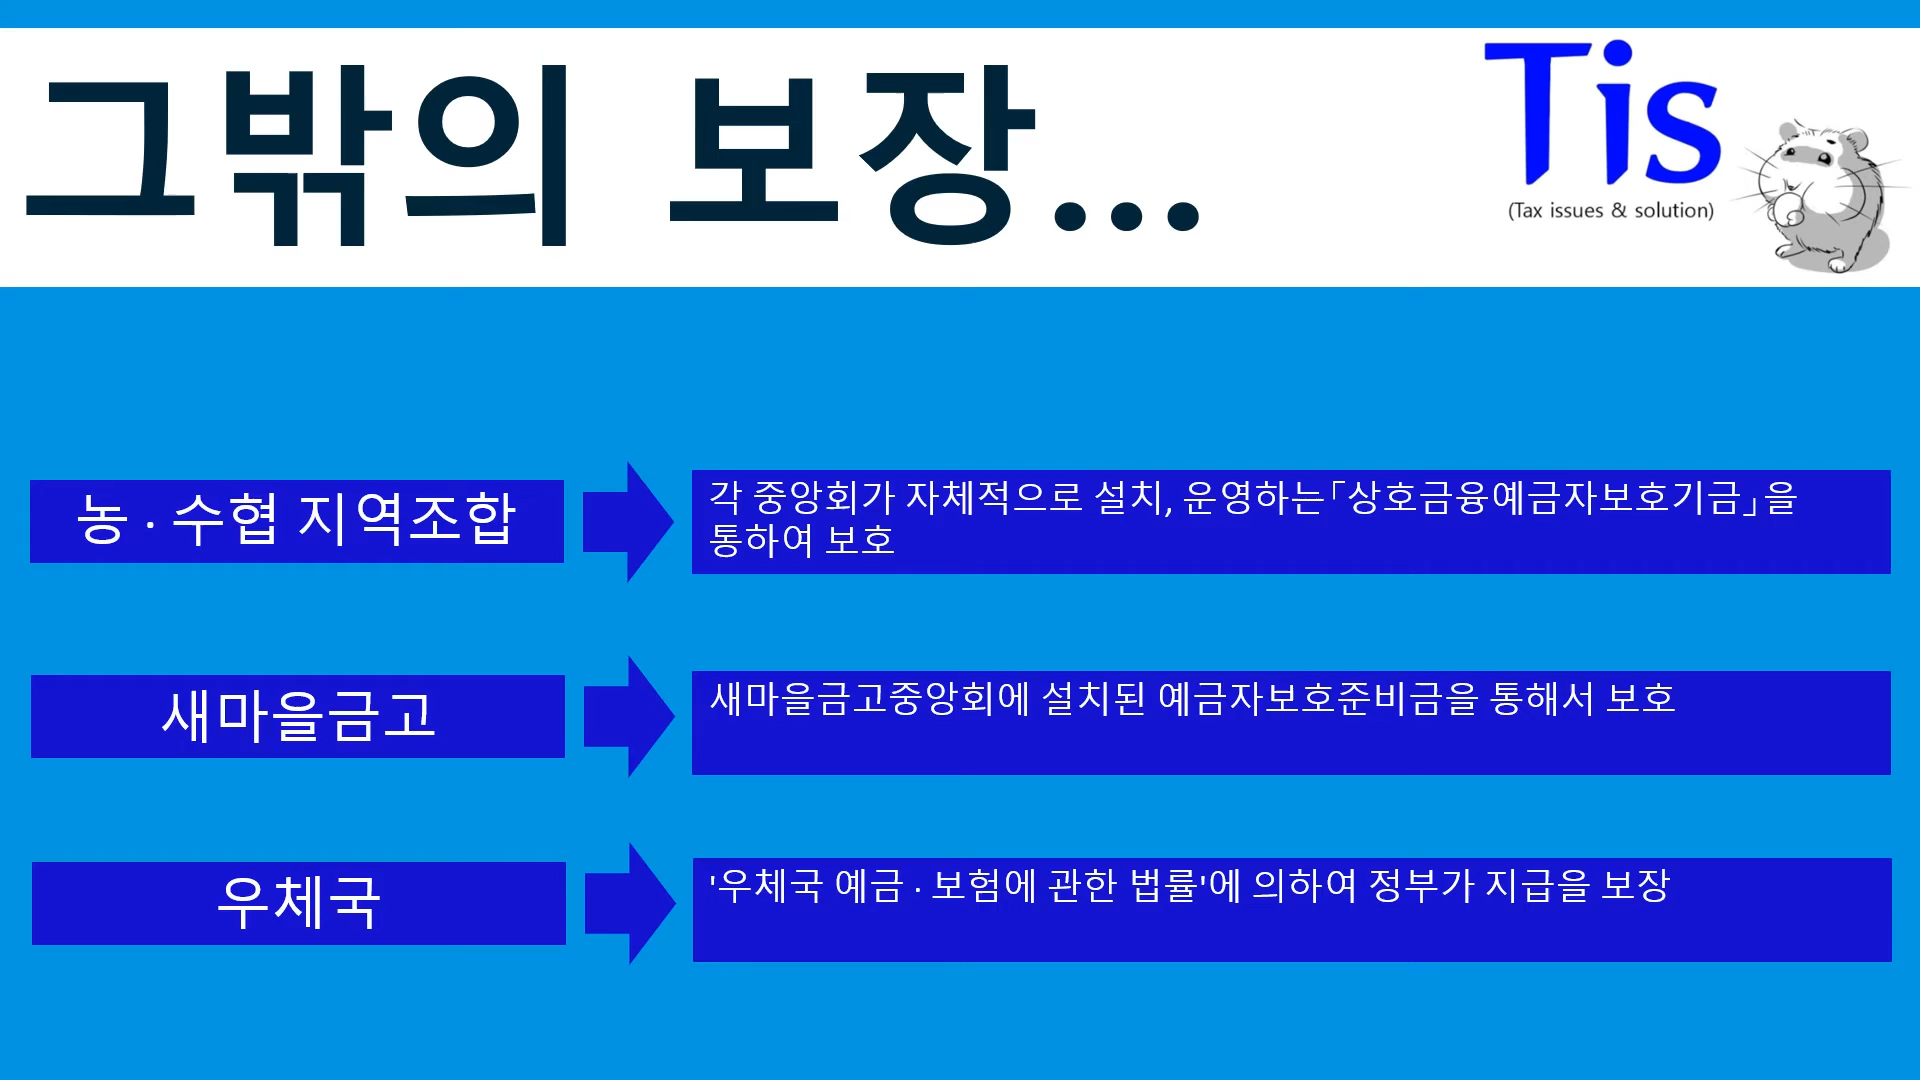 그밖의 보장...
Tis
(Tax issues & solution)
농 · 수협 지역조합
각 중앙회가 자체적으로 설치, 운영하는「상호금융예금자보호기금」을
통하여 보호
새마을금고
새마을금고중앙회에 설치된 예금자보호준비금을 통해서 보호
우체국
'우체국 예금 · 보험에 관한 법률'에 의하여 정부가 지급을 보장